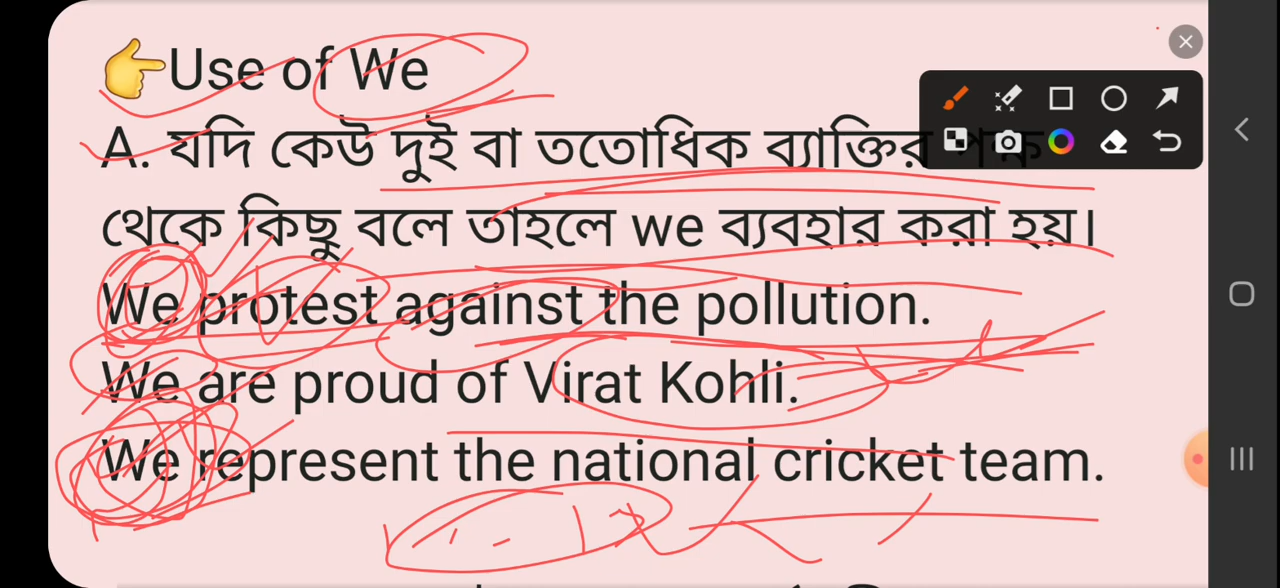 👉Use of We
A. যদি কেউ দুই বা ততোধিক ব্যাক্তির পক্ষ
থেকে কিছু বলে তাহলে we ব্যবহার করা হয়।
We protest against the pollution.
We are proud of Virat Kohli.
We represent the national cricket team.